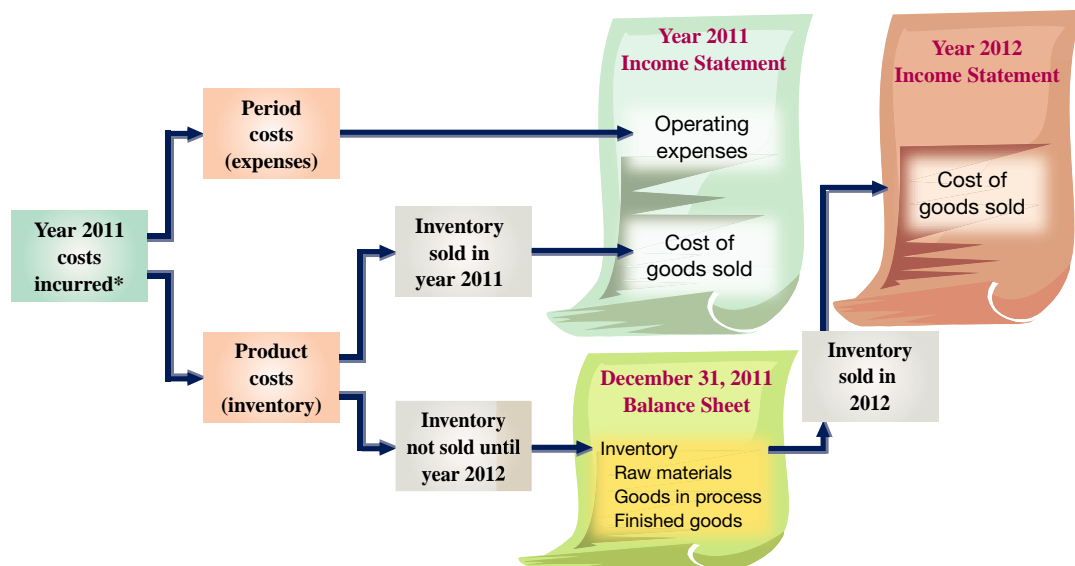 Year 2011
Income Statement
Year 2012
Income Statement
Period
costs
(expenses)
Operating
expenses
Cost of
goods sold
Year 2011
costs
incurred*
Inventory
sold in
year 2011
Cost of
goods sold
Product
costs
(inventory)
Inventory
not sold until
year 2012
December 31, 2011
Balance Sheet
Inventory
Raw materials
Goods in process
Finished goods
Inventory
sold in
2012